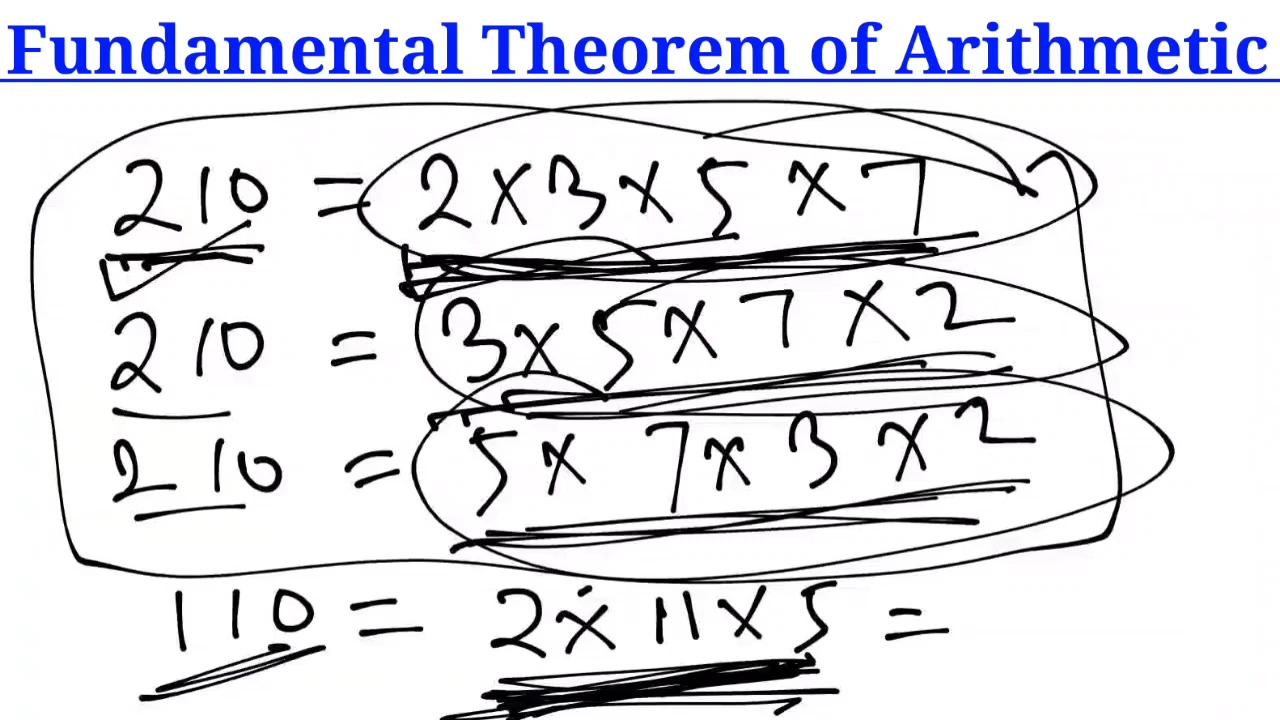 Fundamental Theorem of Arithmetic
210 = 2 x 3 x 5 x 7
210 = 3 x 5 x 7 x 2
210 = 5 x 7 x 3 x 2
110 = 2 x 11 x 5 =